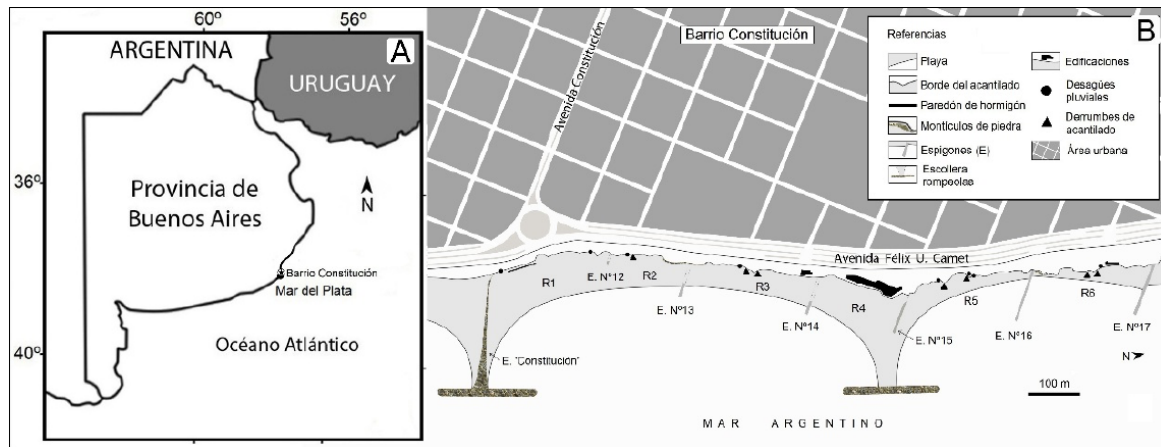 60º
56º
ARGENTINA
A
URUGUAY
36º
Provincia de
Buenos Aires
N
Barrio Constitución
Mar del Plata
40º
Océano Atlántico
B
Barrio Constitución
Avenida Constitución
Referencias
Playa
Borde del acantilado
Paredón de hormigón
Montículos de piedra
Espigones (E)
Escollera
rompeolas
Edificaciones
Desagües
pluviales
Derrumbes de
acantilado
Área urbana
Avenida Félix U. Camet
R1
E. Nº12
R2
E. Nº13
R3
E. Nº14
R4
E. Nº15
R5
E. Nº16
R6
E. Nº17
E. "Constitución"
N
100 m
MAR ARGENTINO